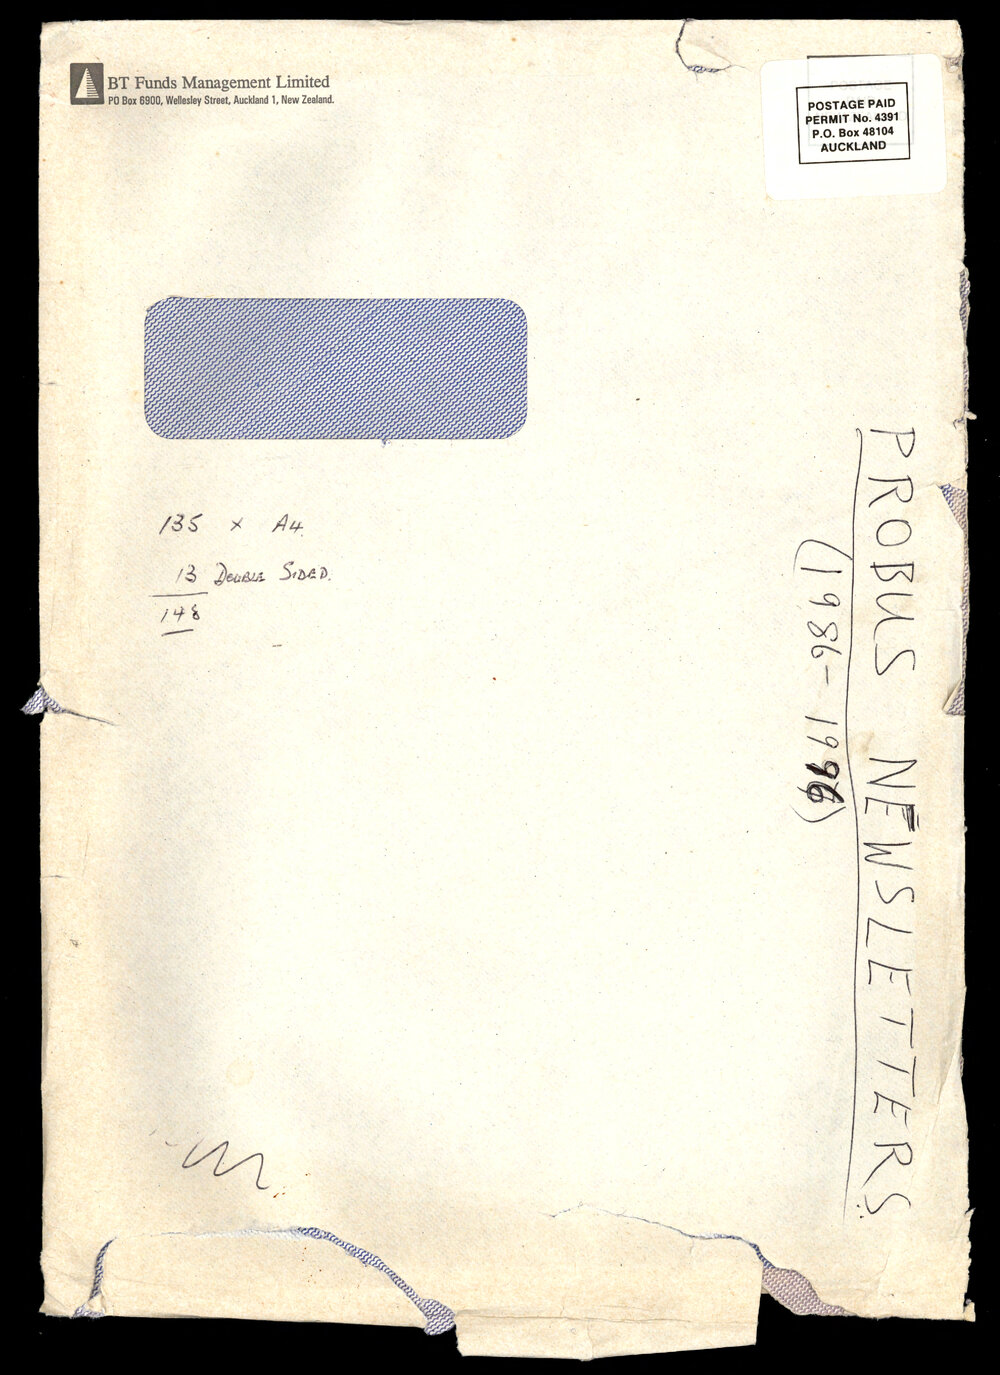 BT Funds Management Limited
PO Box 6900, Wellesley Street, Auckland 1, New Zealand.
POSTAGE PAID
PERMIT No. 4391
P.O. Box 48104
AUCKLAND
135 x A4.
13 DOUBLE SIDED.
148
PROBUS NEWSLETTERS
(1986-1996)